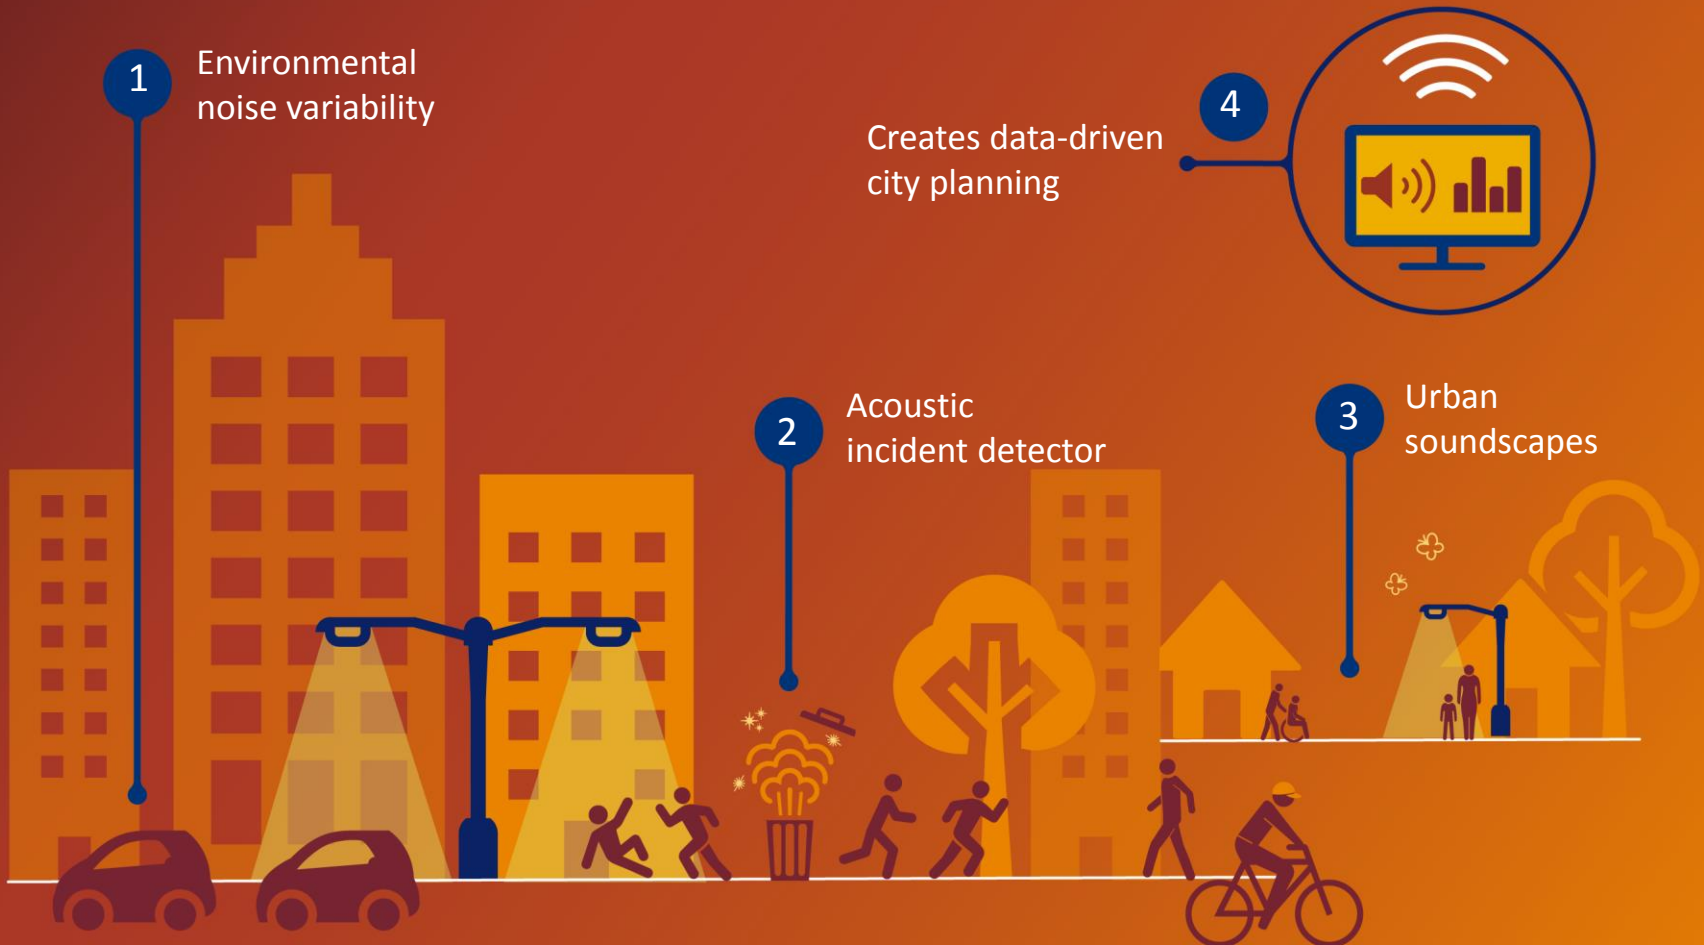 1
Environmental
noise variability
4
Creates data-driven
city planning
2
Acoustic
incident detector
3
Urban
soundscapes